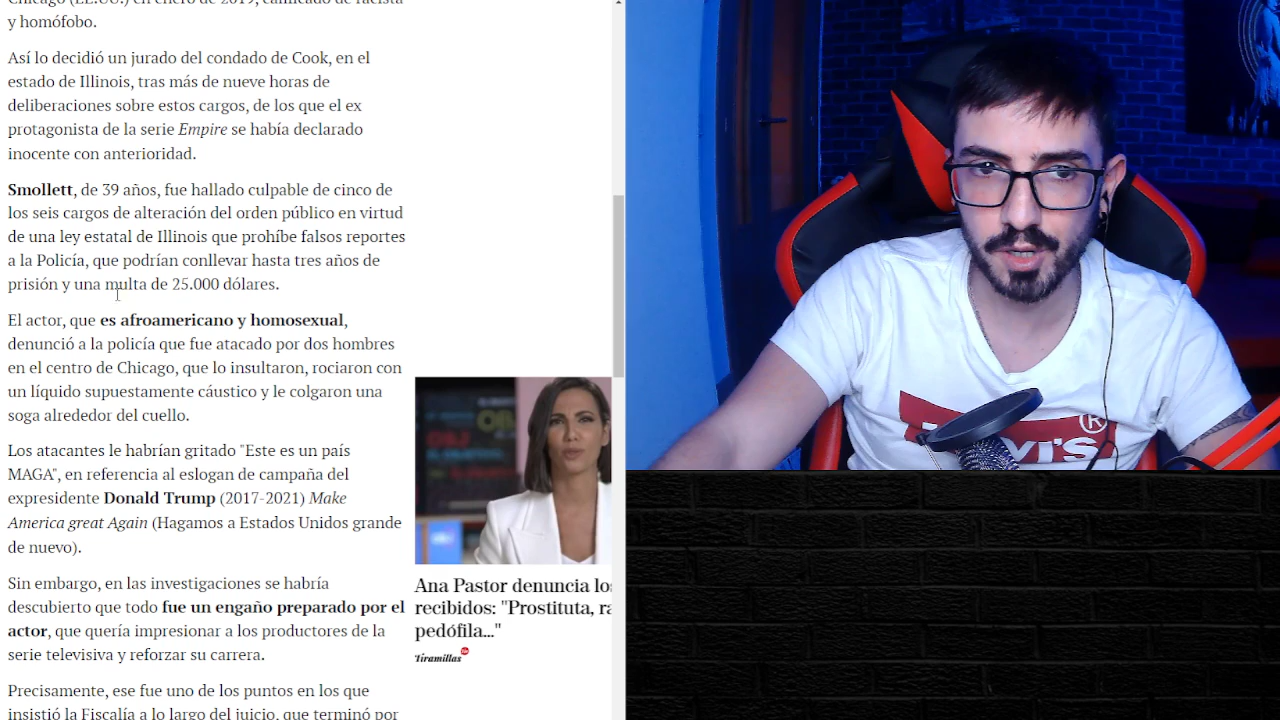 Chicago (EE.UU.) en enero de 2019, calificado de racista
y homófobo.
Así lo decidió un jurado del condado de Cook, en el
estado de Illinois, tras más de nueve horas de
deliberaciones sobre estos cargos, de los que el ex
protagonista de la serie Empire se había declarado
inocente con anterioridad.
Smollett, de 39 años, fue hallado culpable de cinco de
los seis cargos de alteración del orden público en virtud
de una ley estatal de Illinois que prohíbe falsos reportes
a la Policía, que podrían conllevar hasta tres años de
prisión y una multa de 25.000 dólares.
El actor, que es afroamericano y homosexual,
denunció a la policía que fue atacado por dos hombres
en el centro de Chicago, que lo insultaron, rociaron con
un líquido supuestamente cáustico y le colgaron una
soga alrededor del cuello.
Los atacantes le habrían gritado "Este es un país
MAGA", en referencia al eslogan de campaña del
expresidente Donald Trump (2017-2021) Make
America great Again (Hagamos a Estados Unidos grande
de nuevo).
Sin embargo, en las investigaciones se habría
descubierto que todo fue un engaño preparado por el
actor, que quería impresionar a los productores de la
serie televisiva y reforzar su carrera.
Precisamente, ese fue uno de los puntos en los que
insistió la Fiscalía a lo largo del juicio, que terminó por
Ana Pastor denuncia lo
recibidos: "Prostituta, ra
pedófila..."
Tiramillas
VI'S
®